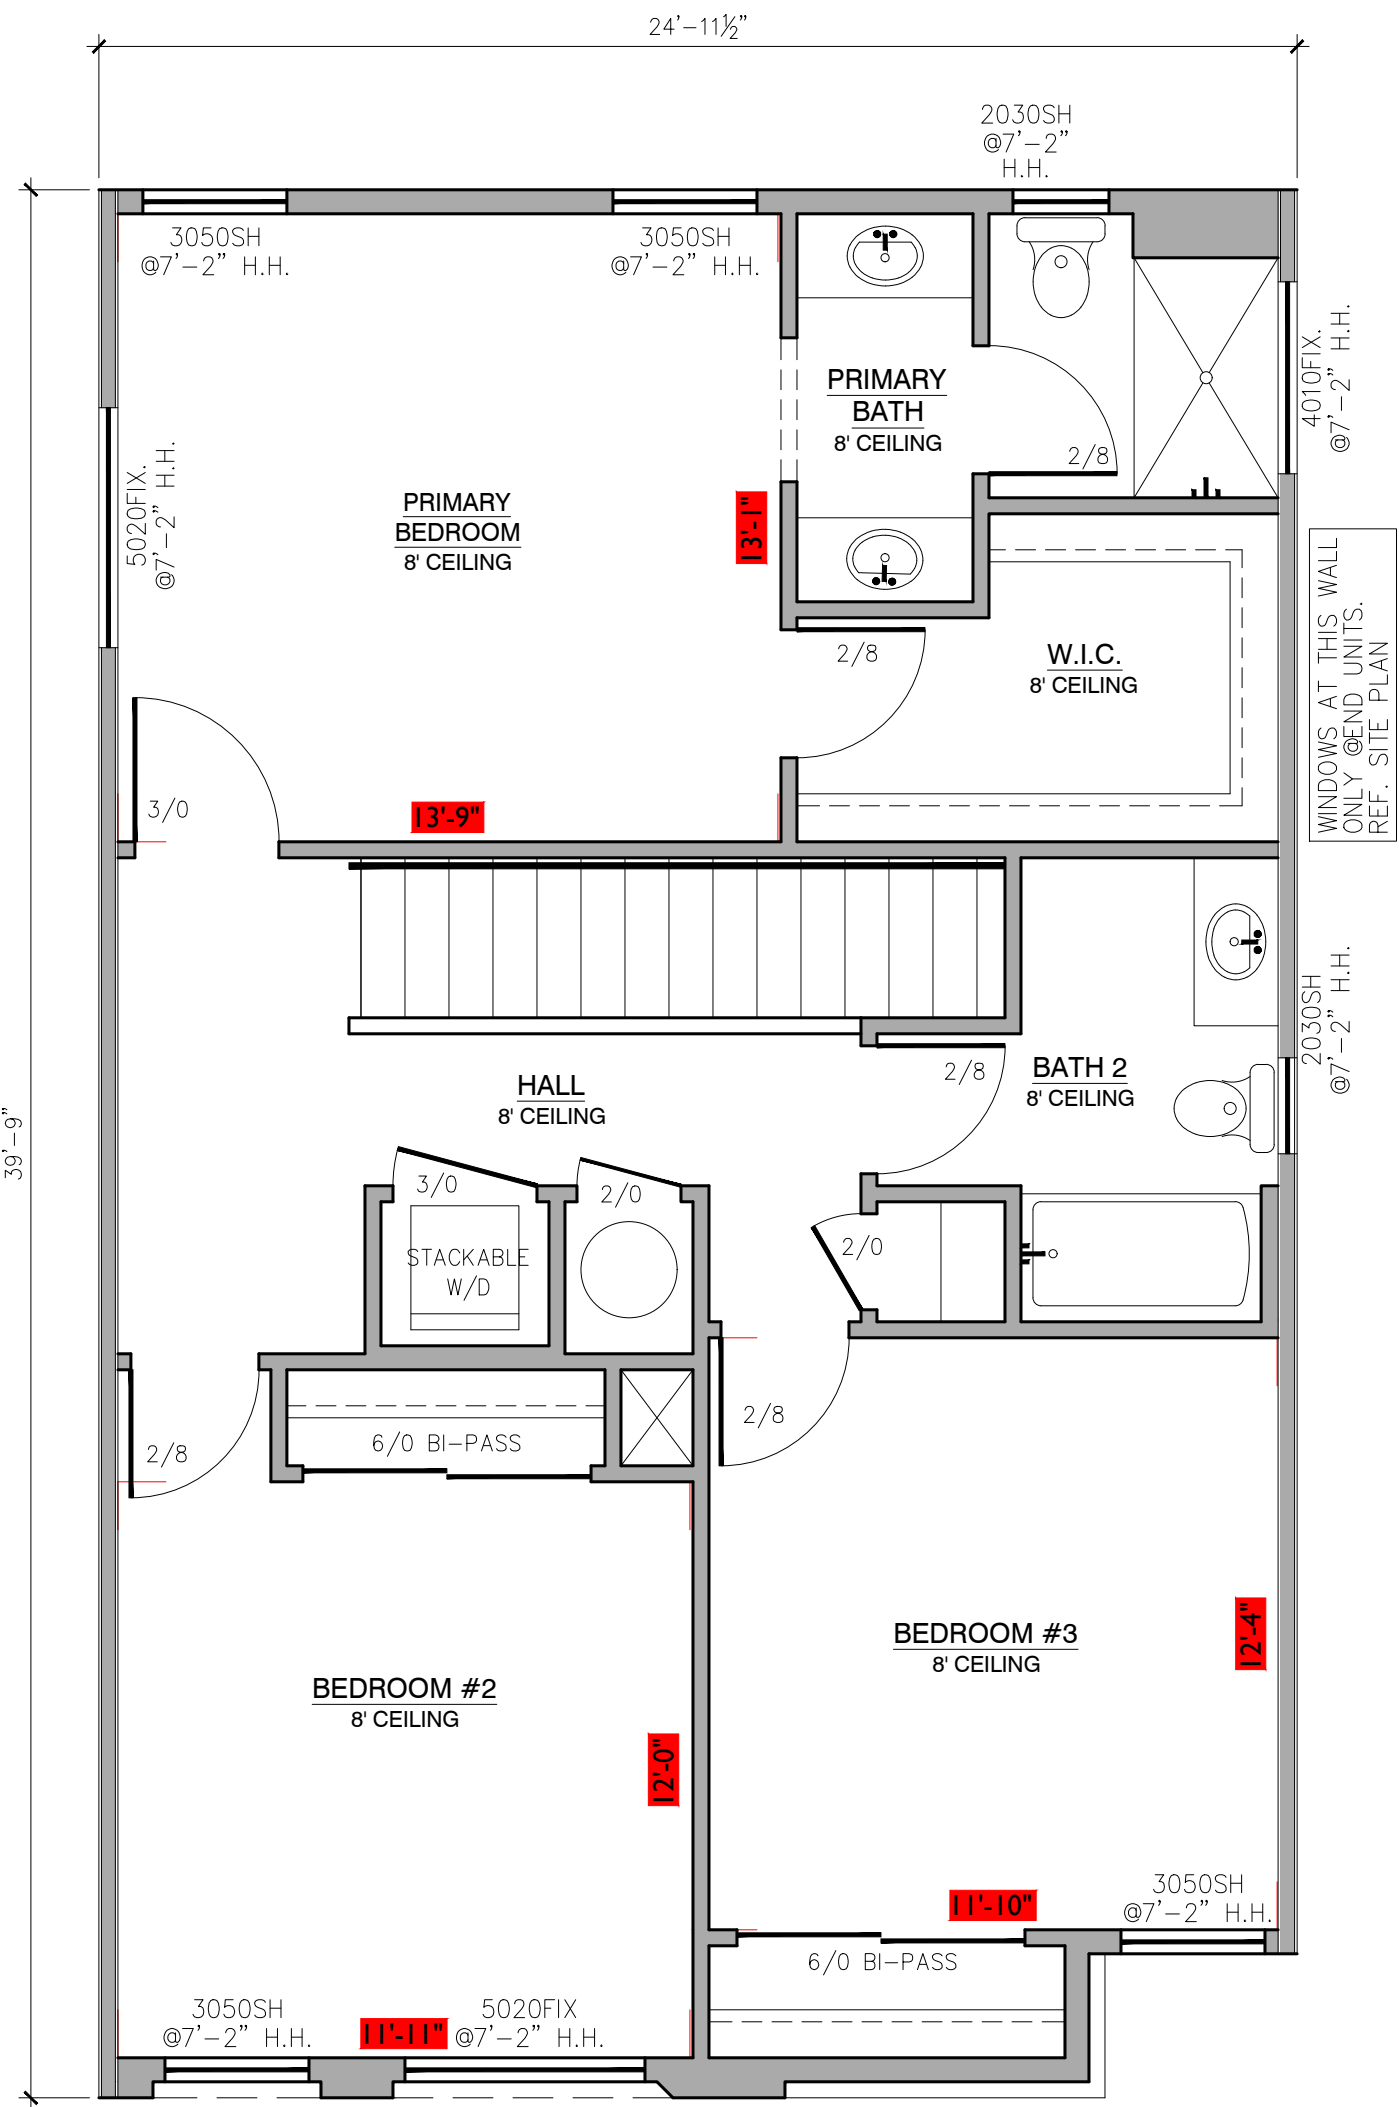 24'-11½"
2030SH
@7'-2"
H.H.
3050SH
@7'-2" H.H.
3050SH
@7'-2" H.H.
4010FIX.
@7'-2" H.H.
PRIMARY
BATH
8' CEILING
2/8
5020FIX.
@7'-2" H.H.
PRIMARY
BEDROOM
8' CEILING
13'-1"
WINDOWS AT THIS WALL
ONLY @END UNITS.
REF. SITE PLAN
2/8
W.I.C.
8' CEILING
3/0
13'-9"
2030SH
@7'-2" H.H.
39'-9"
HALL
8' CEILING
2/8
BATH 2
8' CEILING
3/0
2/0
STACKABLE
W/D
2/0
2/8
6/0 BI-PASS
2/8
BEDROOM #3
8' CEILING
12'-4"
BEDROOM #2
8' CEILING
12'-0"
11'-10"
3050SH
@7'-2" H.H.
6/0 BI-PASS
3050SH
@7'-2" H.H.
11'-11"
5020FIX
@7'-2" H.H.